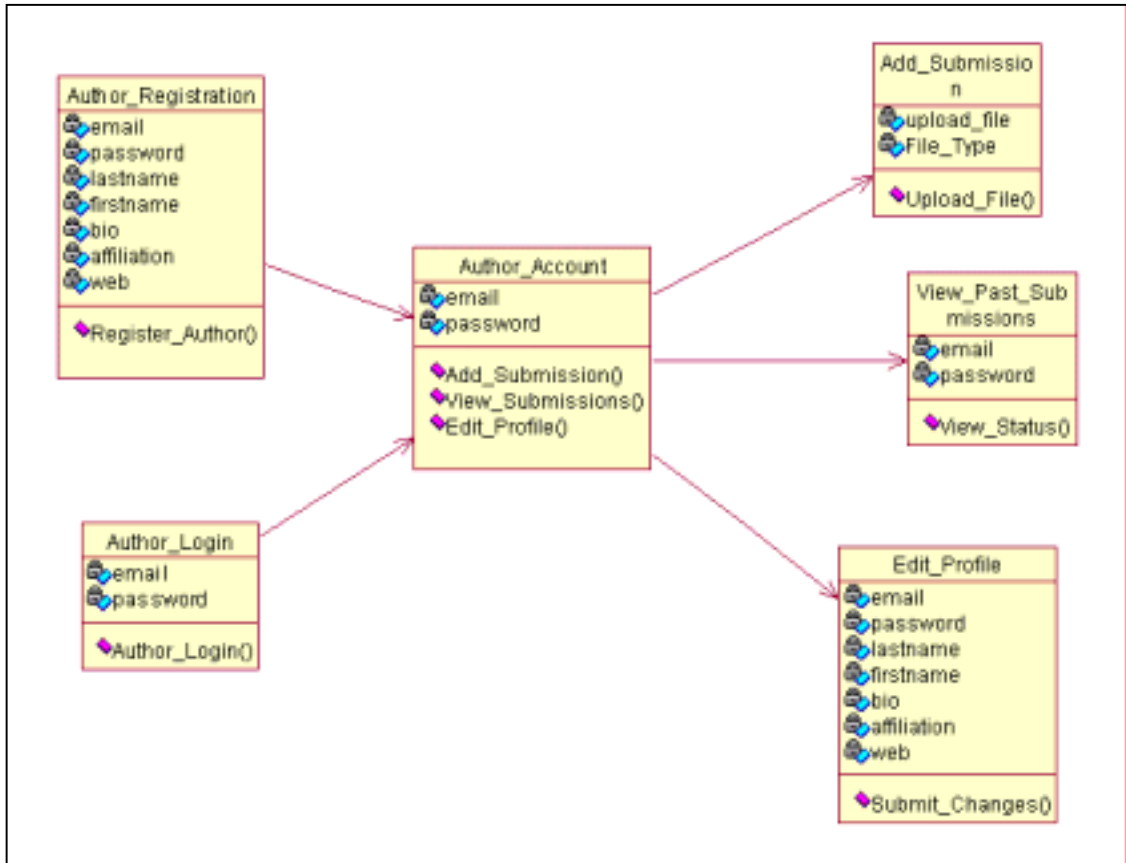 Author_Registration
email
password
lastname
firstname
bio
affiliation
web
Register_Author()
Author_Login
email
password
Author_Login()
Author_Account
email
password
Add_Submission()
View_Submissions()
Edit_Profile()
Add_Submissio
n
upload_file
File_Type
Upload_File()
View_Past_Sub
missions
email
password
View_Status()
Edit_Profile
email
password
lastname
firstname
bio
affiliation
web
Submit_Changes()